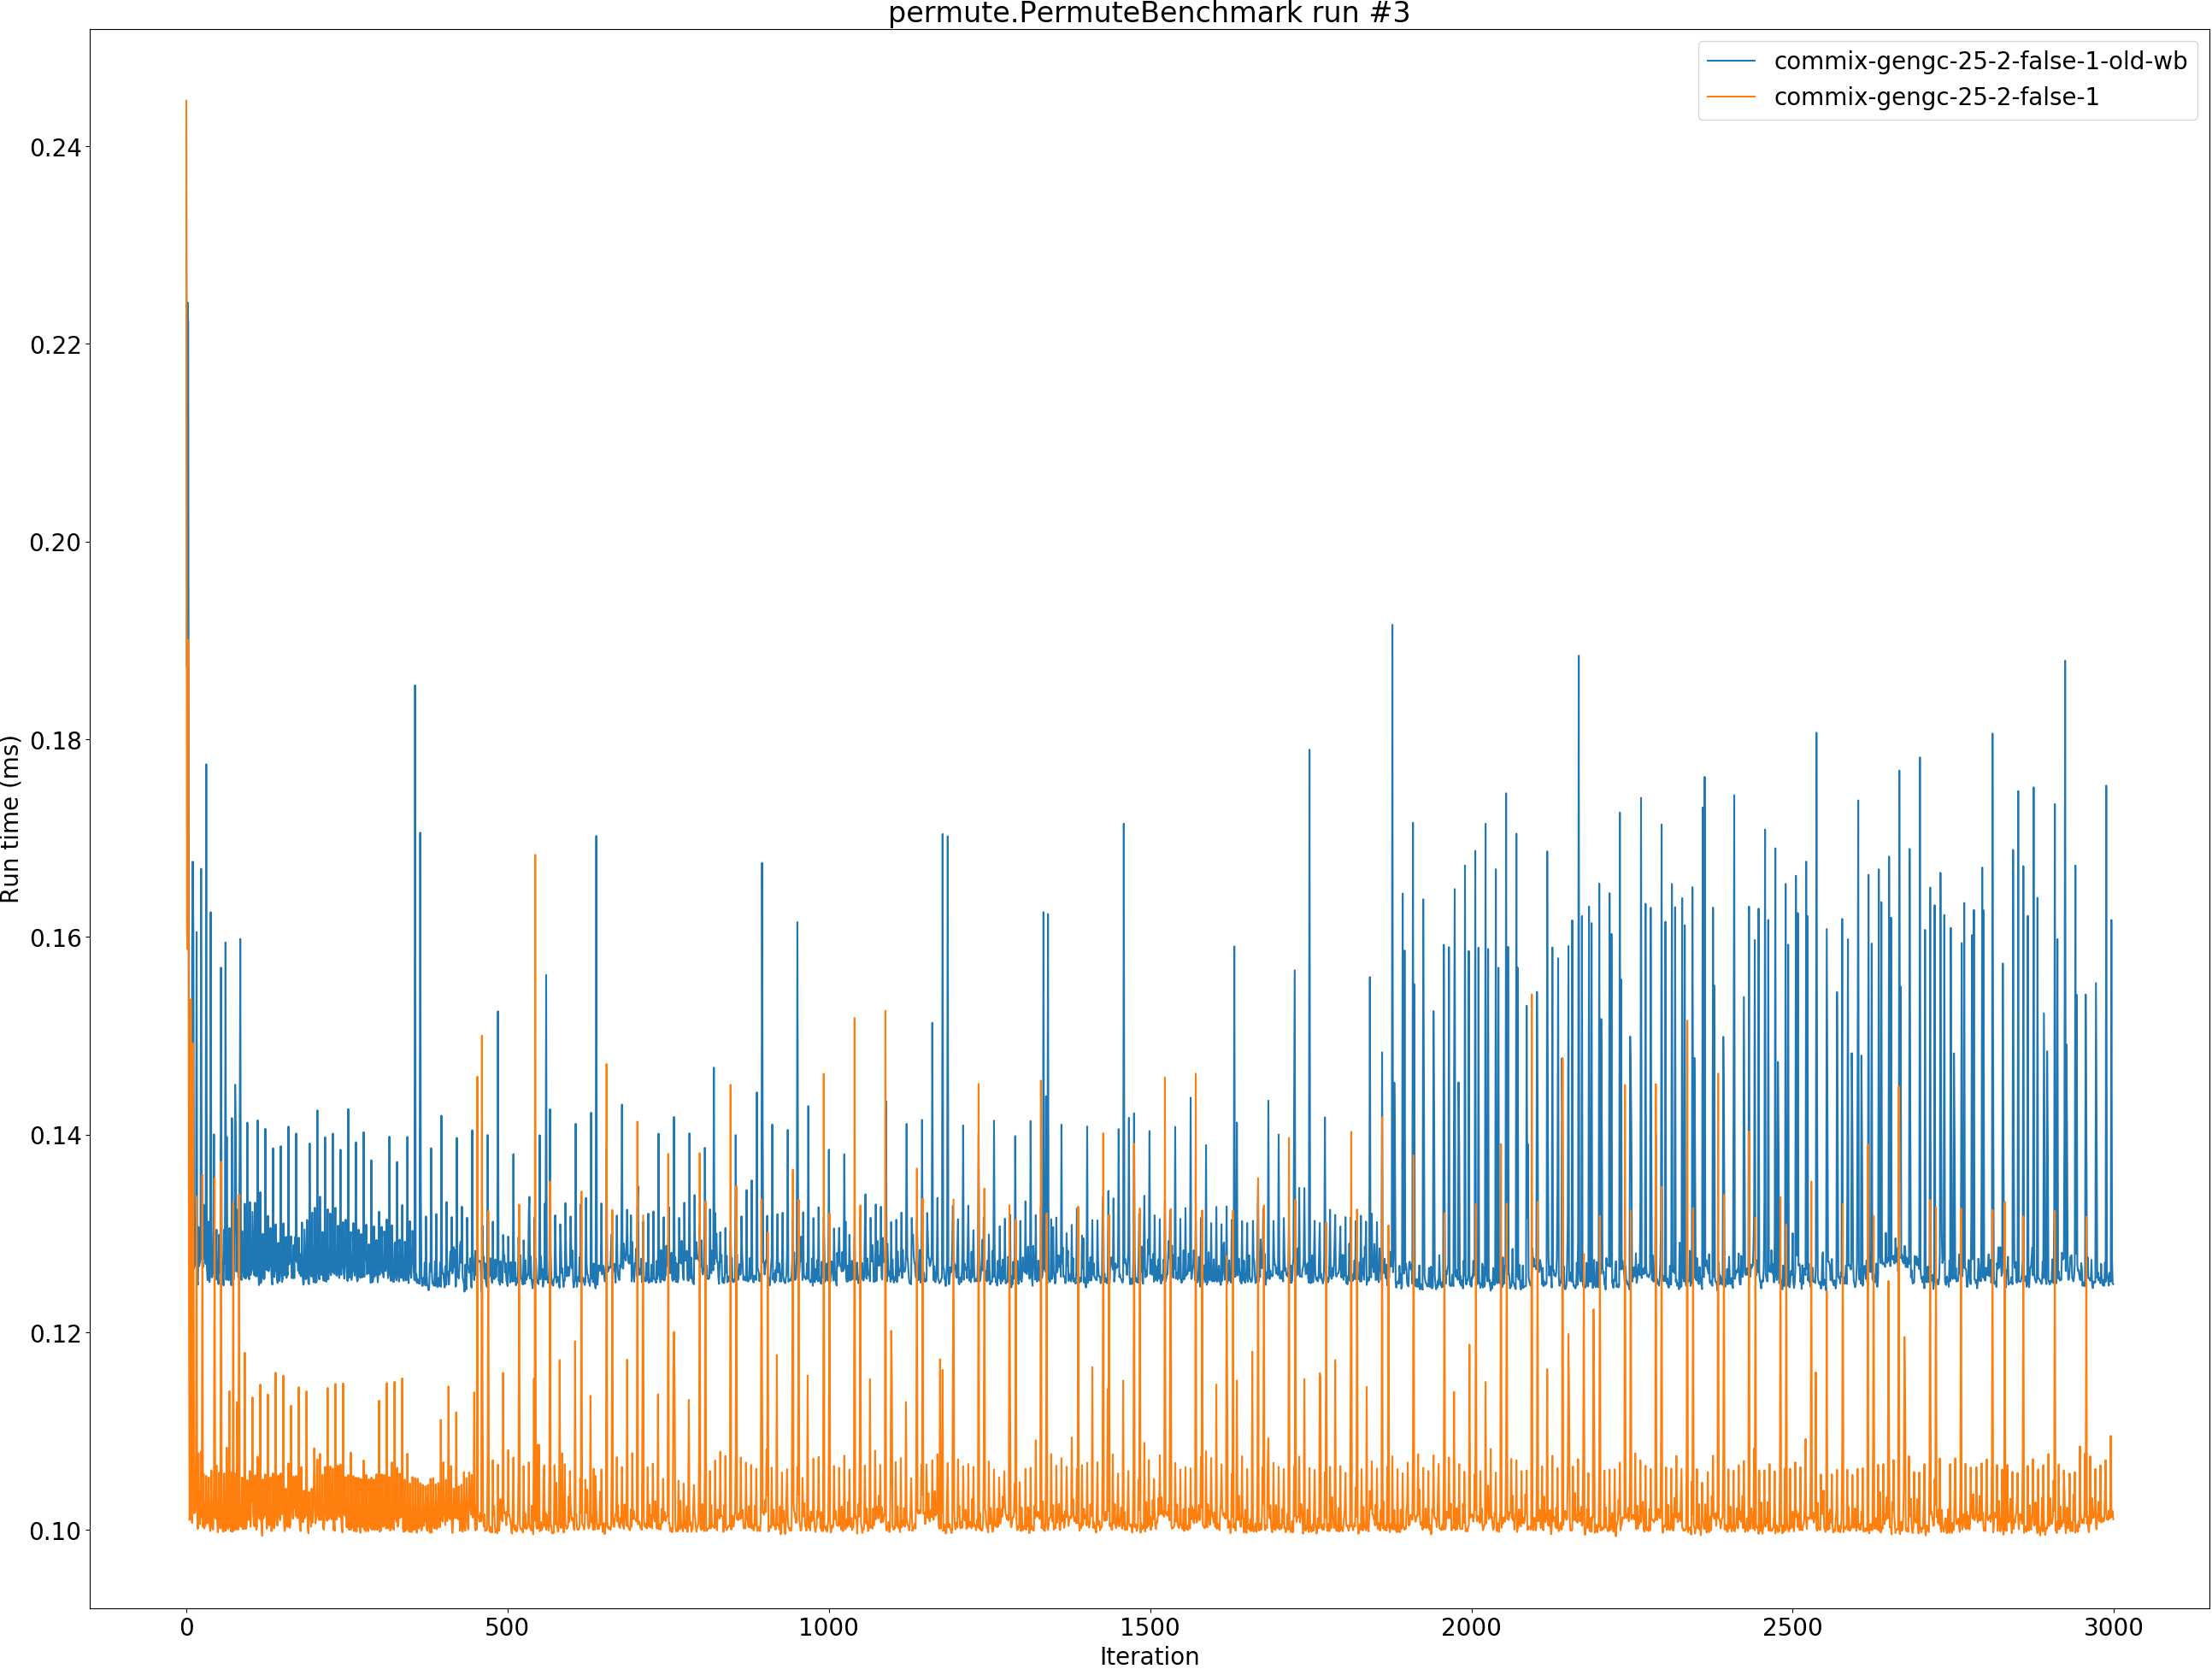 permute.PermuteBenchmark run #3
commix-gengc-25-2-false-1-old-wb
commix-gengc-25-2-false-1
Run time (ms)
0.24
0.22
0.20
0.18
0.16
0.14
0.12
0.10
0 500 1000 1500 2000 2500 3000
Iteration